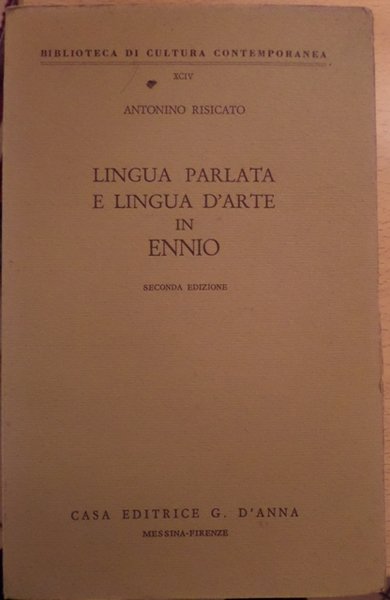 BIBLIOTECA DI CULTURA CONTEMPORANEA
XCIV
ANTONINO RISICATO
LINGUA PARLATA
E LINGUA D'ARTE
IN
ENNIO
SECONDA EDIZIONE
CASA EDITRICE G. D'ANNA
MESSINA-FIRENZE